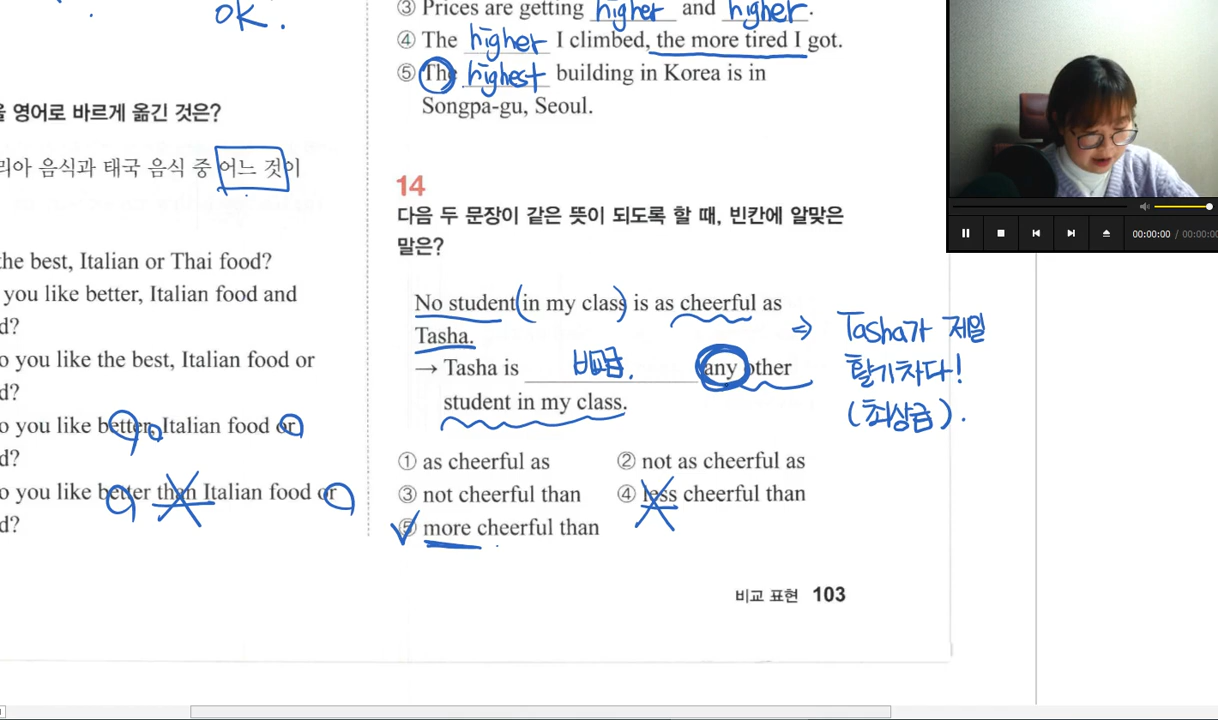 OK.
을 영어로 바르게 옮긴 것은?
리아 음식과 태국 음식 중 어느 것이
the best, Italian or Thai food?
you like better, Italian food and
d?
o you like the best, Italian food or
d?
o you like better, Italian food or
d?
o you like better than Italian food or
d?
③ Prices are getting higher and higher.
④ The higher I climbed, the more tired I got.
⑤ The highest building in Korea is in
Songpa-gu, Seoul.
14
다음 두 문장이 같은 뜻이 되도록 할 때, 빈칸에 알맞은
말은?
No student (in my class) is as cheerful as
Tasha.
→ Tasha is 비교급. any other
student in my class.
⇒ Tasha가 제일
활기차다!
(최상급).
① as cheerful as ② not as cheerful as
③ not cheerful than ④ less cheerful than
⑤ more cheerful than
비교 표현 103
00:00:00 / 00:00:00